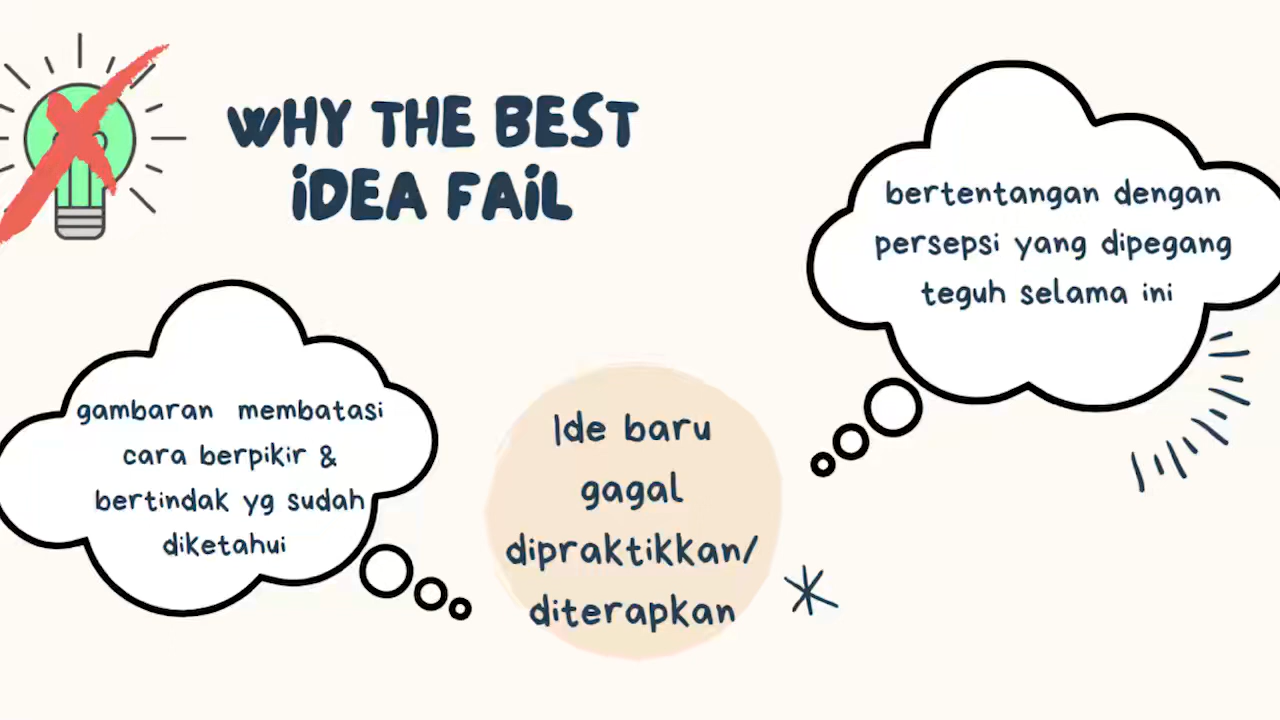 WHY THE BEST
iDEA FAiL
bertentangan dengan
persepsi yang dipegang
teguh selama ini
gambaran membatasi
cara berpikir &
bertindak yg sudah
diketahui
Ide baru
gagal
dipraktikkan/
diterapkan